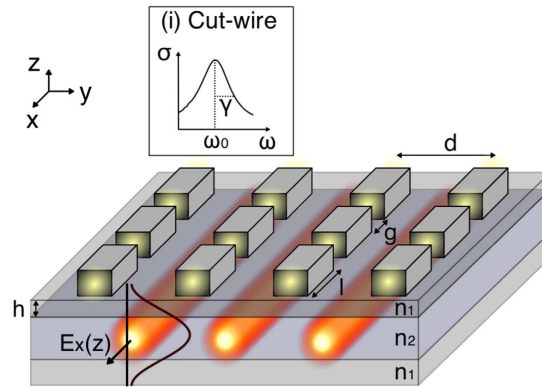 (i) Cut-wire
σ
γ
ω₀
ω
z
y
x
d
g
l
h
n₁
Eₓ(z)
n₂
n₁